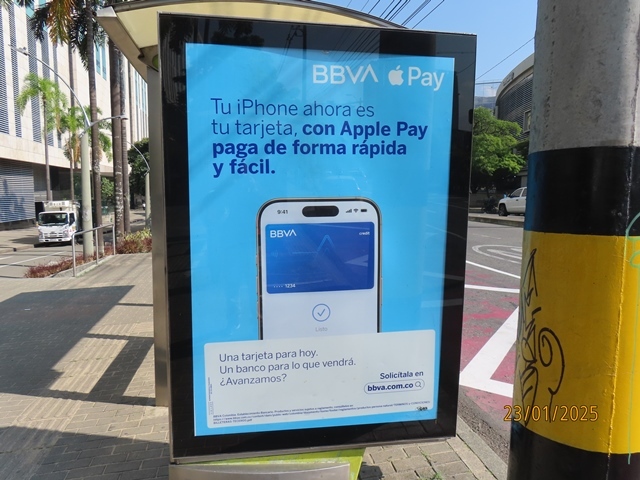 BBVA Pay
Tu iPhone ahora es
tu tarjeta, con Apple Pay
paga de forma rápida
y fácil.
9:41
BBVA credit
1234
Listo
Una tarjeta para hoy.
Un banco para lo que vendrá.
¿Avanzamos?
Solicítala en
bbva.com.co
23/01/2025